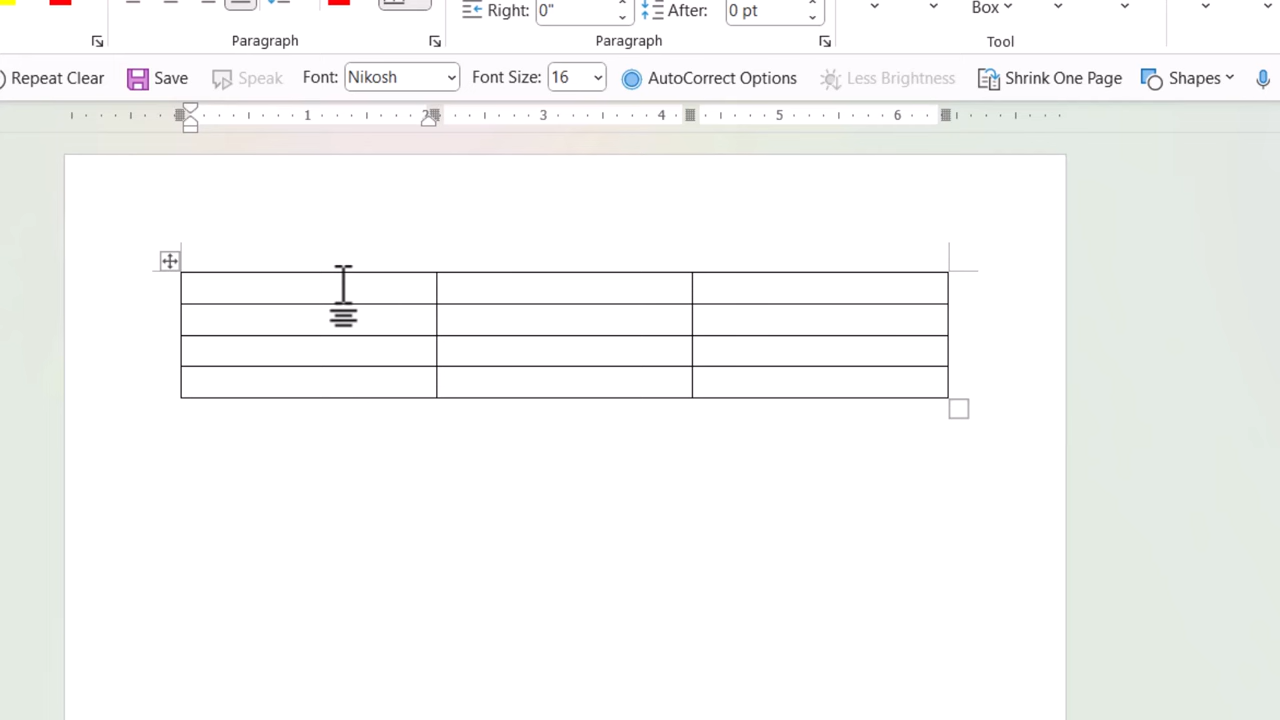 Right: 0" After: 0 pt Box
Paragraph Paragraph Tool
Repeat Clear Save Speak Font: Nikosh Font Size: 16 AutoCorrect Options Less Brightness Shrink One Page Shapes
1 2 3 4 5 6